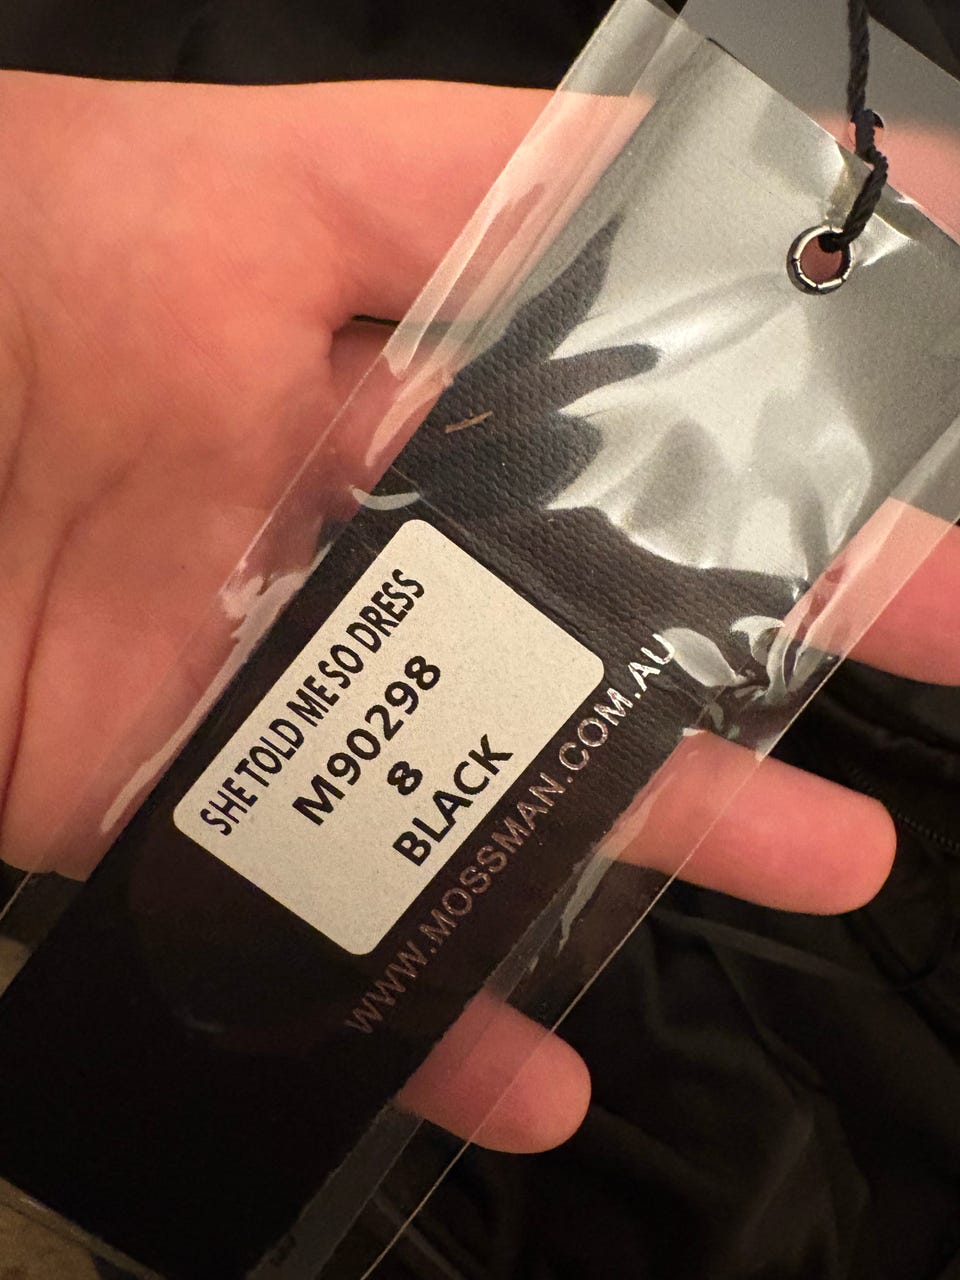 SHE TOLD ME SO DRESS
M90298
8
BLACK
WWW.MOSSMAN.COM.AU